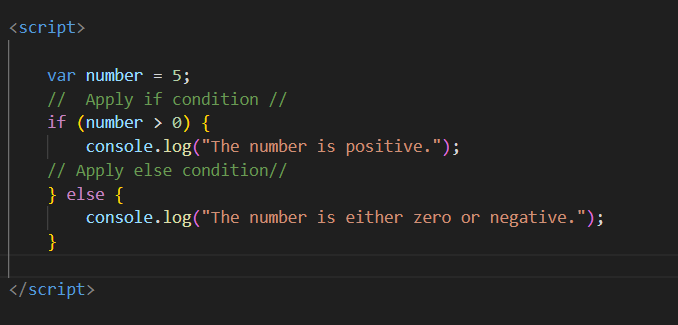 <script>
var number = 5;
//  Apply if condition //
if (number > 0) {
console.log("The number is positive.");
// Apply else condition//
} else {
console.log("The number is either zero or negative.");
}
</script>